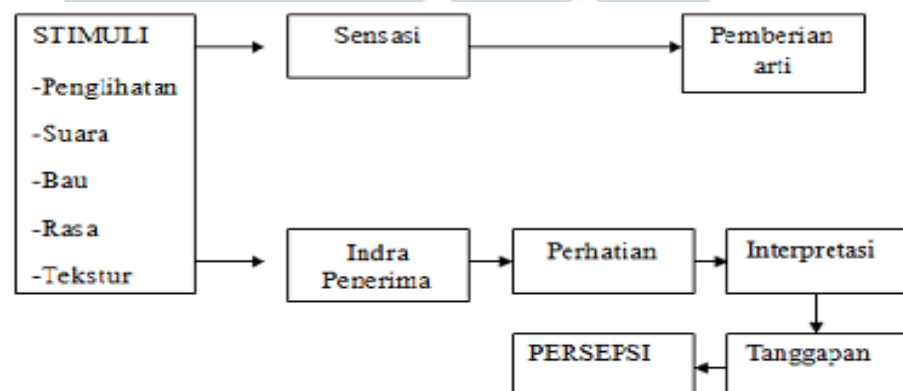 STIMULI
-Penglihatan
-Suara
-Bau
-Rasa
-Tekstur
Sensasi
Pemberian
arti
Indra
Penerima
Perhatian
Interpretasi
Tanggapan
PERSEPSI